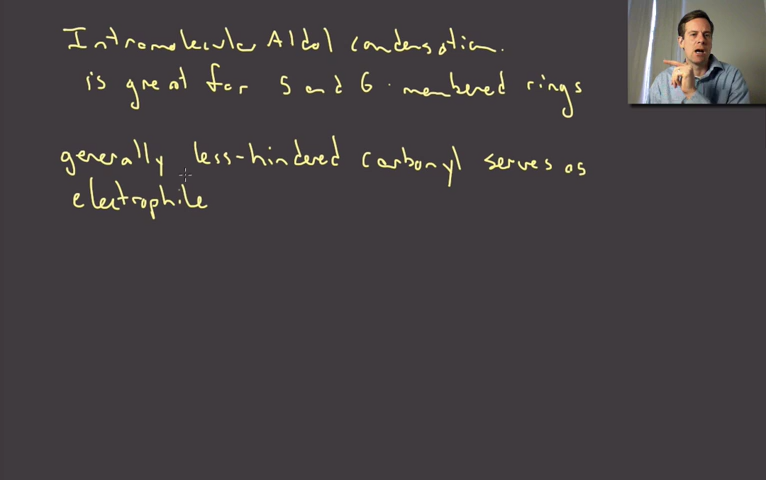 Intramolecular Aldol condensation.
is great for 5 and 6-membered rings
generally less-hindered carbonyl serves as
electrophile